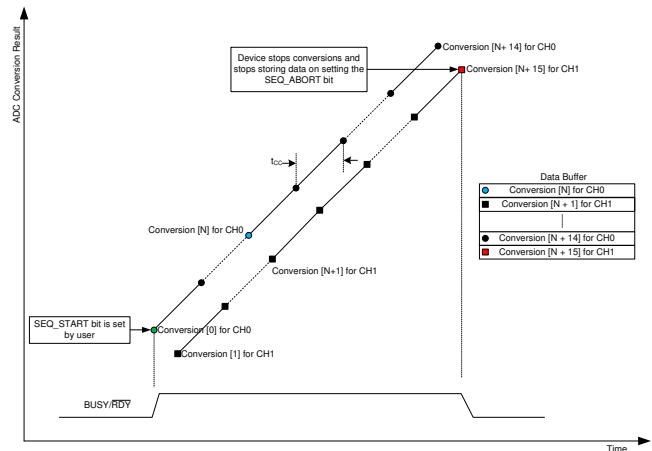 ADC Conversion Result
Conversion [N+ 14] for CH0
Device stops conversions and
stops storing data on setting the
SEQ_ABORT bit
Conversion [N+ 15] for CH1
tCC
Data Buffer
Conversion [N] for CH0
Conversion [N + 1] for CH1
Conversion [N + 14] for CH0
Conversion [N + 15] for CH1
Conversion [N] for CH0
Conversion [N+1] for CH1
SEQ_START bit is set
by user
Conversion [0] for CH0
Conversion [1] for CH1
BUSY/RDY
Time